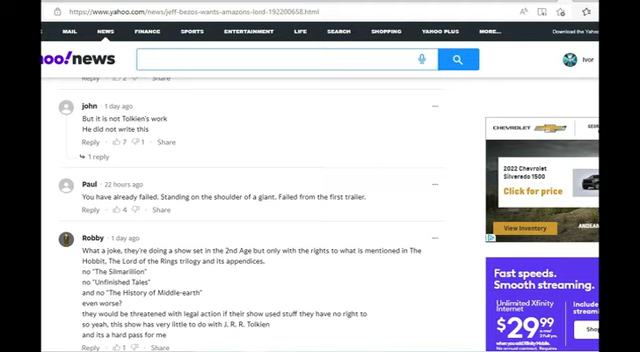 https://www.yahoo.com/news/jeff-bezos-wants-amazons-lord-192200658.html
MAIL NEWS FINANCE SPORTS ENTERTAINMENT LIFE SEARCH SHOPPING YAHOO PLUS MORE... Download the Yaho
oo!news
Ivor
Reply 2 Share
john · 1 day ago
But it is not Tolkien's work
He did not write this
Reply 7 1 Share
1 reply
Paul · 22 hours ago
You have already failed. Standing on the shoulder of a giant. Failed from the first trailer.
Reply 4 Share
Robby · 1 day ago
What a joke, they're doing a show set in the 2nd Age but only with the rights to what is mentioned in The
Hobbit, The Lord of the Rings trilogy and its appendices.
no "The Silmarillion"
no "Unfinished Tales"
and no "The History of Middle-earth"
even worse?
they would be threatened with legal action if their show used stuff they have no right to
so yeah, this show has very little to do with J. R. R. Tolkien
and its a hard pass for me
Reply 1 Share
CHEVROLET
2022 Chevrolet
Silverado 1500
Click for price
View Inventory
Fast speeds.
Smooth streaming.
Unlimited Xfinity
Internet
$29.99
Include
stream
Shop